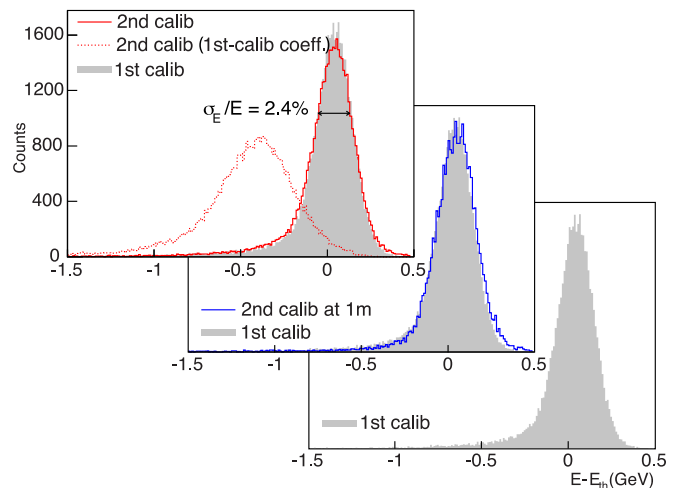 2nd calib
2nd calib (1st-calib coeff.)
1st calib
σE/E = 2.4%
Counts
1600
1200
800
400
0
-1.5 -1 -0.5 0 0.5
2nd calib at 1m
1st calib
-1.5 -1 -0.5 0 0.5
1st calib
-1.5 -1 -0.5 0 0.5
E-Eth(GeV)